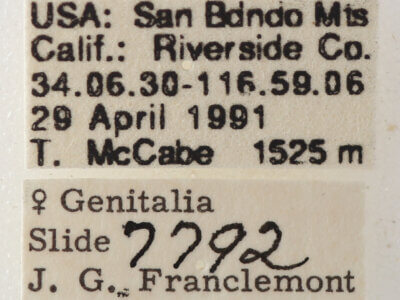 USA: San Bdndo Mts
Calif.: Riverside Co.
34.06.30-116.59.06
29 April 1991
T. McCabe 1525 m
♀ Genitalia
Slide 7792
J. G. Franclemont